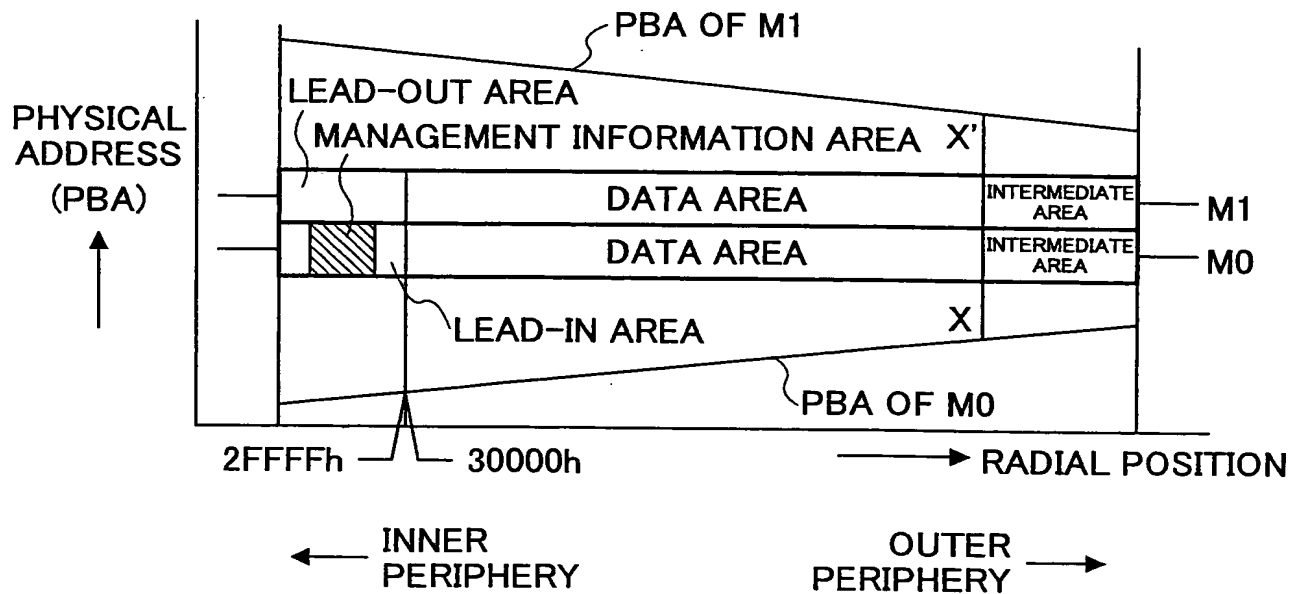 PBA OF M1
LEAD-OUT AREA
PHYSICAL
ADDRESS
(PBA)
MANAGEMENT INFORMATION AREA
X'
DATA AREA
INTERMEDIATE
AREA
M1
DATA AREA
INTERMEDIATE
AREA
M0
LEAD-IN AREA
X
PBA OF M0
2FFFFh
30000h
RADIAL POSITION
INNER
PERIPHERY
OUTER
PERIPHERY